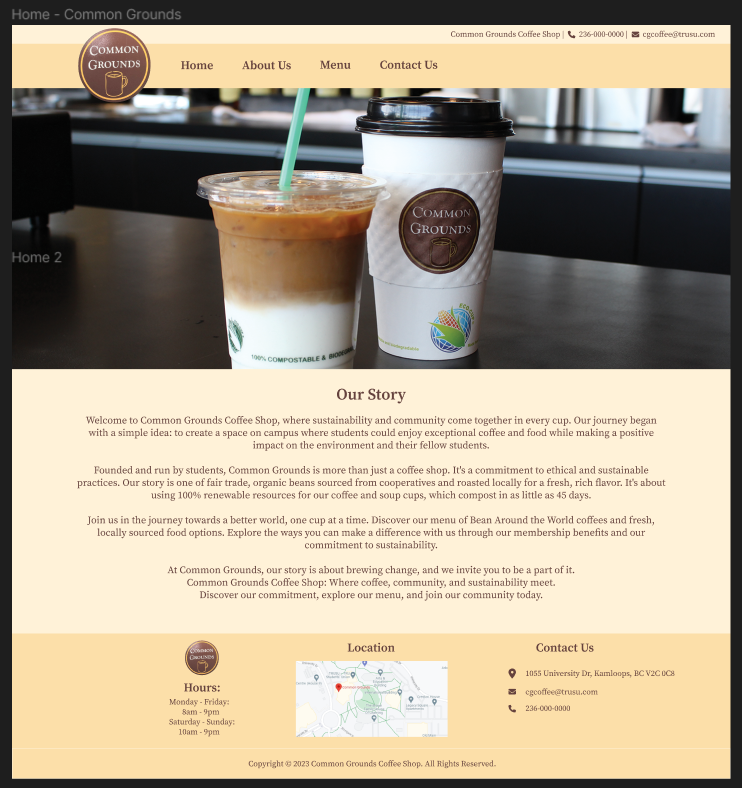 Home - Common Grounds
Common Grounds Coffee Shop | 236-000-0000 | cgcoffee@trusu.com
COMMON
GROUNDS
Home About Us Menu Contact Us
COMMON
GROUNDS
Home 2
100% COMPOSTABLE &
Our Story
Welcome to Common Grounds Coffee Shop, where sustainability and community come together in every cup. Our journey began
with a simple idea: to create a space on campus where students could enjoy exceptional coffee and food while making a positive
impact on the environment and their fellow students.
Founded and run by students, Common Grounds is more than just a coffee shop. It's a commitment to ethical and sustainable
practices. Our story is one of fair trade, organic beans sourced from cooperatives and roasted locally for a fresh, rich flavor. It's about
using 100% renewable resources for our coffee and soup cups, which compost in as little as 45 days.
Join us in the journey towards a better world, one cup at a time. Discover our menu of Bean Around the World coffees and fresh,
locally sourced food options. Explore the ways you can make a difference with us through our membership benefits and our
commitment to sustainability.
At Common Grounds, our story is about brewing change, and we invite you to be a part of it.
Common Grounds Coffee Shop: Where coffee, community, and sustainability meet.
Discover our commitment, explore our menu, and join our community today.
COMMON
GROUNDS
Hours:
Monday - Friday:
8am - 9pm
Saturday - Sunday:
10am - 9pm
Location
Contact Us
1055 University Dr, Kamloops, BC V2C 0C8
cgcoffee@trusu.com
236-000-0000
Copyright © 2023 Common Grounds Coffee Shop. All Rights Reserved.